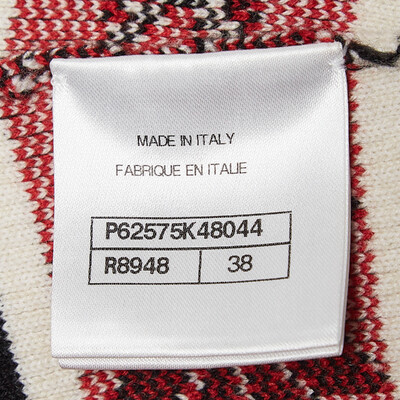 MADE IN ITALY
FABRIQUE EN ITALIE
P62575K48044
R8948 38